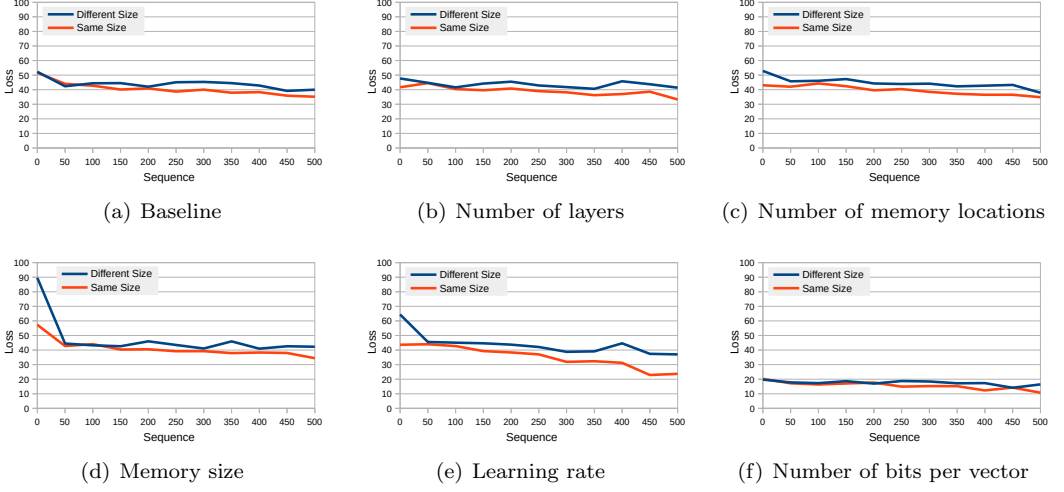 100
90
80
70
60
50
40
30
20
10
0
Loss
Different Size
Same Size
0 50 100 150 200 250 300 350 400 450 500
Sequence
(a) Baseline
100
90
80
70
60
50
40
30
20
10
0
Loss
Different Size
Same Size
0 50 100 150 200 250 300 350 400 450 500
Sequence
(b) Number of layers
100
90
80
70
60
50
40
30
20
10
0
Loss
Different Size
Same Size
0 50 100 150 200 250 300 350 400 450 500
Sequence
(c) Number of memory locations
100
90
80
70
60
50
40
30
20
10
0
Loss
Different Size
Same Size
0 50 100 150 200 250 300 350 400 450 500
Sequence
(d) Memory size
100
90
80
70
60
50
40
30
20
10
0
Loss
Different Size
Same Size
0 50 100 150 200 250 300 350 400 450 500
Sequence
(e) Learning rate
100
90
80
70
60
50
40
30
20
10
0
Loss
Different Size
Same Size
0 50 100 150 200 250 300 350 400 450 500
Sequence
(f) Number of bits per vector